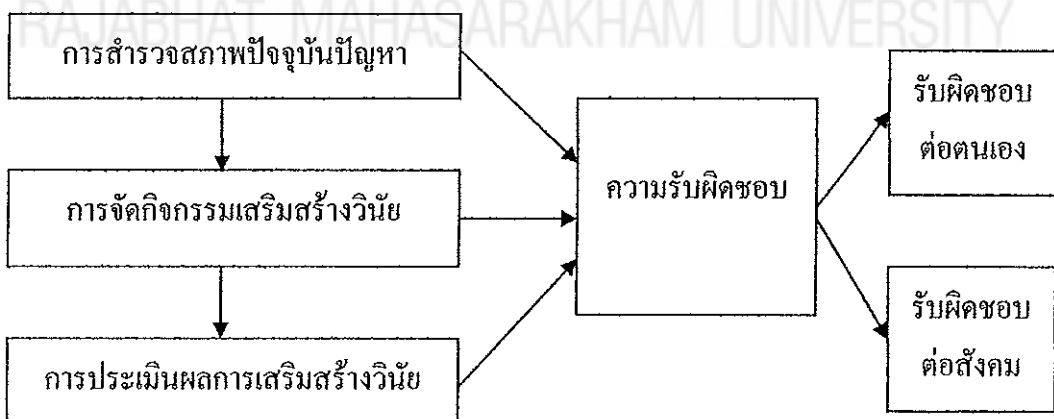 RAJABHAT MAHASARAKHAM UNIVERSITY
การสำรวจสภาพปัจจุบันปัญหา
การจัดกิจกรรมเสริมสร้างวินัย
การประเมินผลการเสริมสร้างวินัย
ความรับผิดชอบ
รับผิดชอบ
ต่อตนเอง
รับผิดชอบ
ต่อสังคม